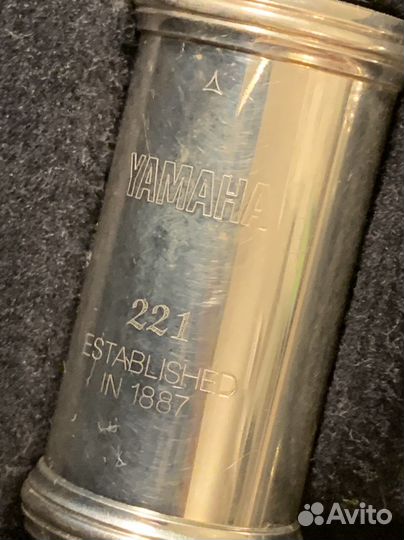 YAMAHA
221
ESTABLISHED
IN 1887
Avito